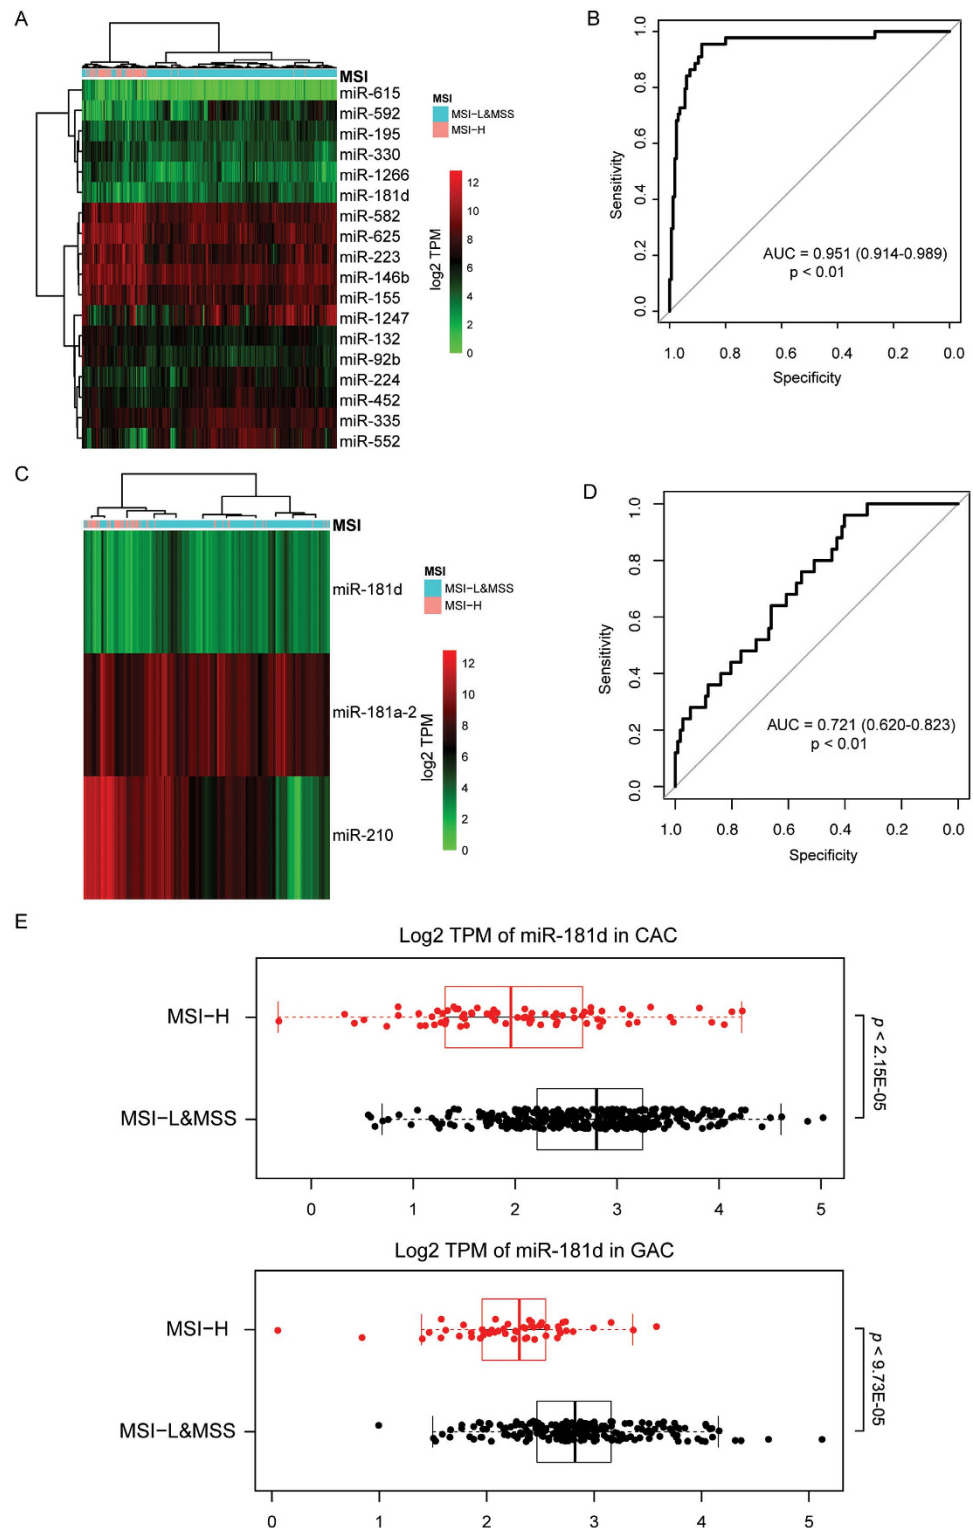 A
MSI
miR-615
miR-592
miR-195
miR-330
miR-1266
miR-181d
miR-582
miR-625
miR-223
miR-146b
miR-155
miR-1247
miR-132
miR-92b
miR-224
miR-452
miR-335
miR-552
MSI
MSI-L&MSS
MSI-H
log2 TPM
12
10
8
6
4
2
0
B
Sensitivity
1.0
0.8
0.6
0.4
0.2
0.0
AUC = 0.951 (0.914-0.989)
p < 0.01
1.0 0.8 0.6 0.4 0.2 0.0
Specificity
C
MSI
miR-181d
miR-181a-2
miR-210
MSI
MSI-L&MSS
MSI-H
log2 TPM
12
10
8
6
4
2
0
D
Sensitivity
1.0
0.8
0.6
0.4
0.2
0.0
AUC = 0.721 (0.620-0.823)
p < 0.01
1.0 0.8 0.6 0.4 0.2 0.0
Specificity
E
Log2 TPM of miR-181d in CAC
MSI-H
MSI-L&MSS
p < 2.15E-05
0 1 2 3 4 5
Log2 TPM of miR-181d in GAC
MSI-H
MSI-L&MSS
p < 9.73E-05
0 1 2 3 4 5